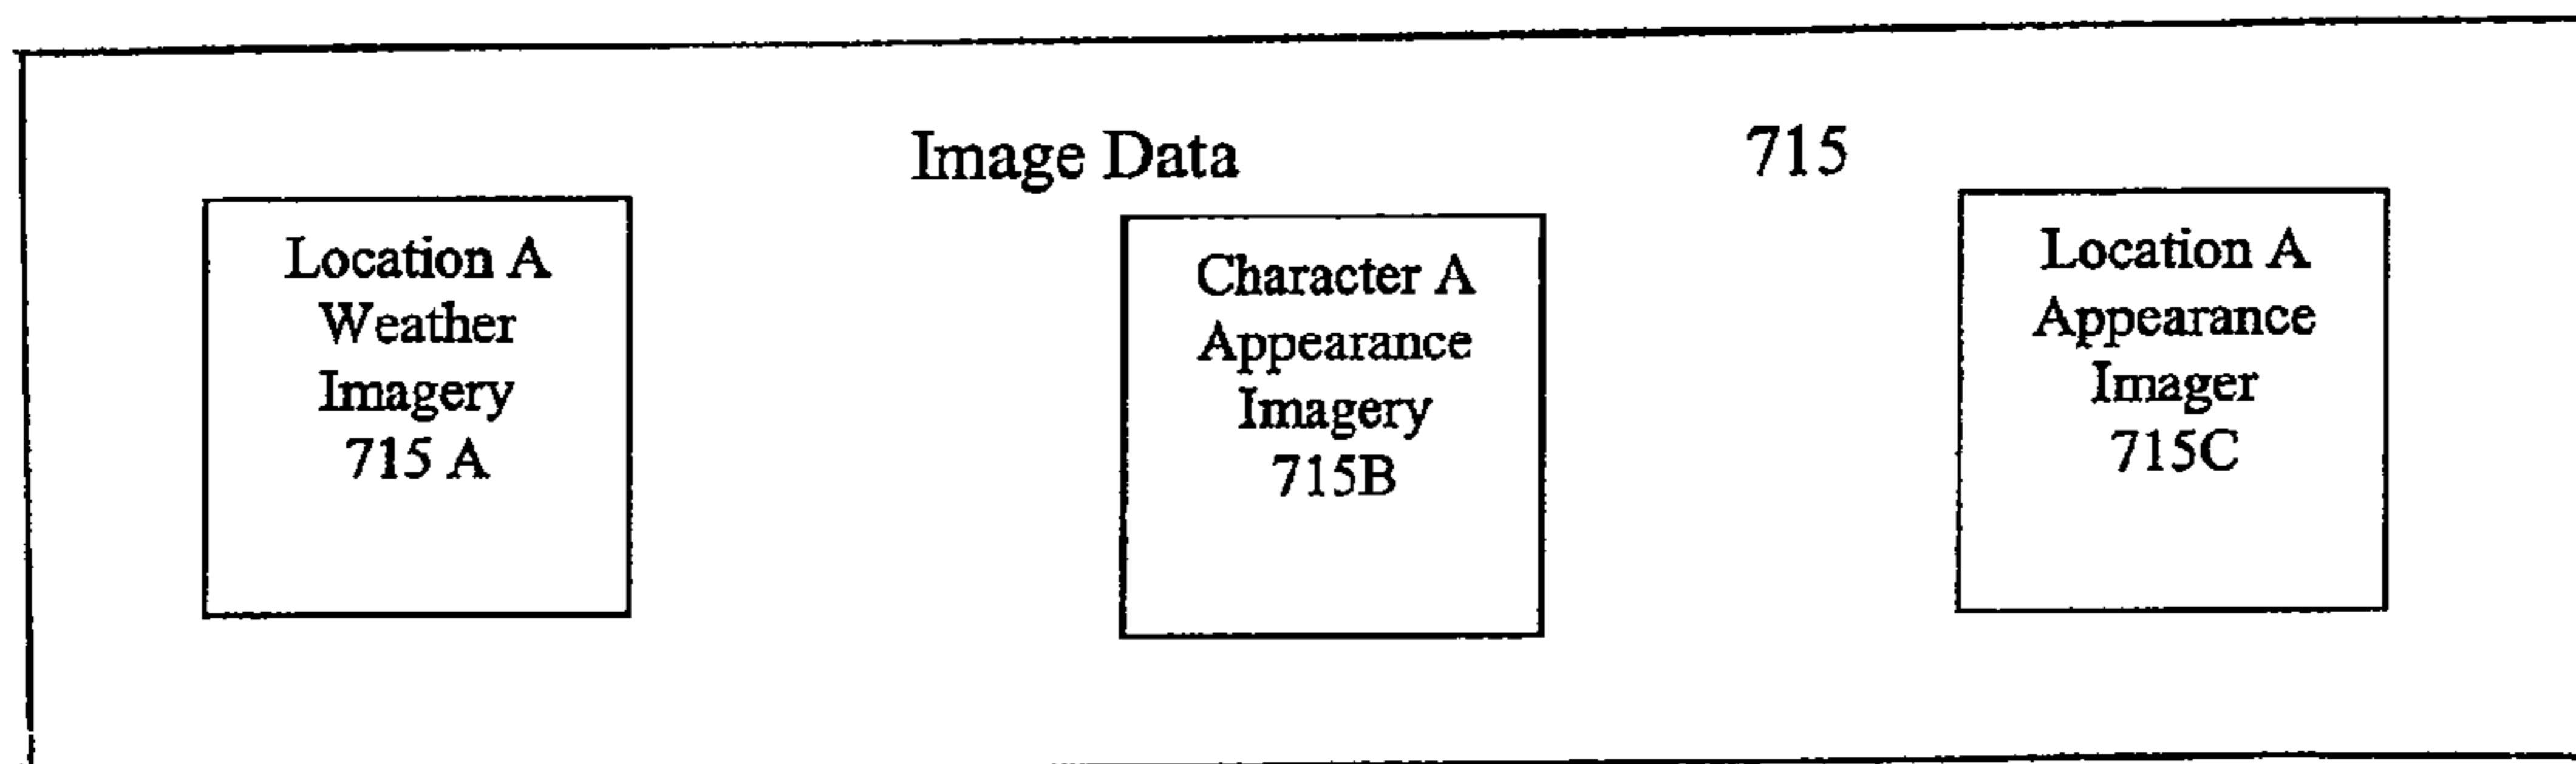 Image Data 715
Location A
Weather
Imagery
715 A
Character A
Appearance
Imagery
715B
Location A
Appearance
Imager
715C